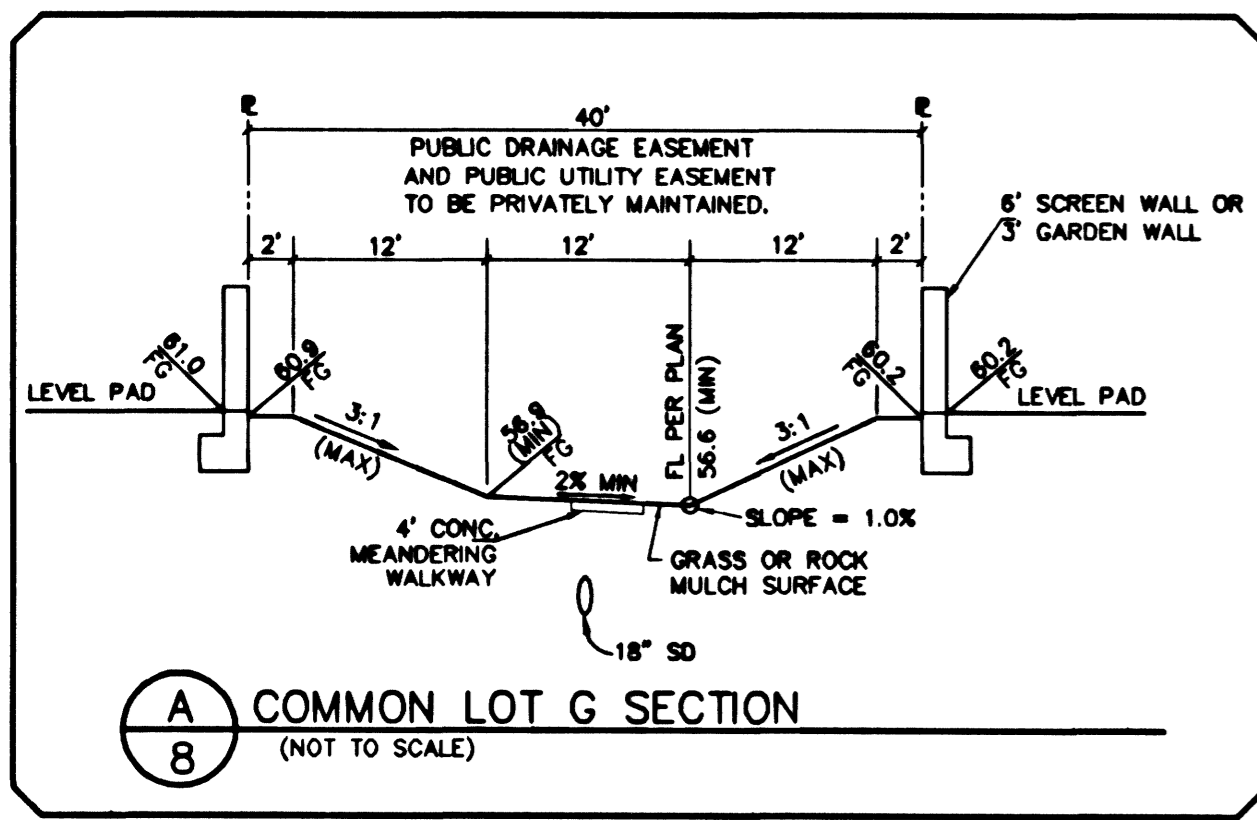 PL
PL
40'
PUBLIC DRAINAGE EASEMENT
AND PUBLIC UTILITY EASEMENT
TO BE PRIVATELY MAINTAINED.
6' SCREEN WALL OR
3' GARDEN WALL
2'
12'
12'
12'
2'
61.0
FG
60.9
FG
FL PER PLAN
56.6 (MIN)
60.2
FG
60.2
FG
LEVEL PAD
LEVEL PAD
3:1
(MAX)
56.9
(MIN)
FG
3:1
(MAX)
2% MIN
SLOPE = 1.0%
4' CONC.
MEANDERING
WALKWAY
GRASS OR ROCK
MULCH SURFACE
18" SD
A
8
COMMON LOT G SECTION
(NOT TO SCALE)